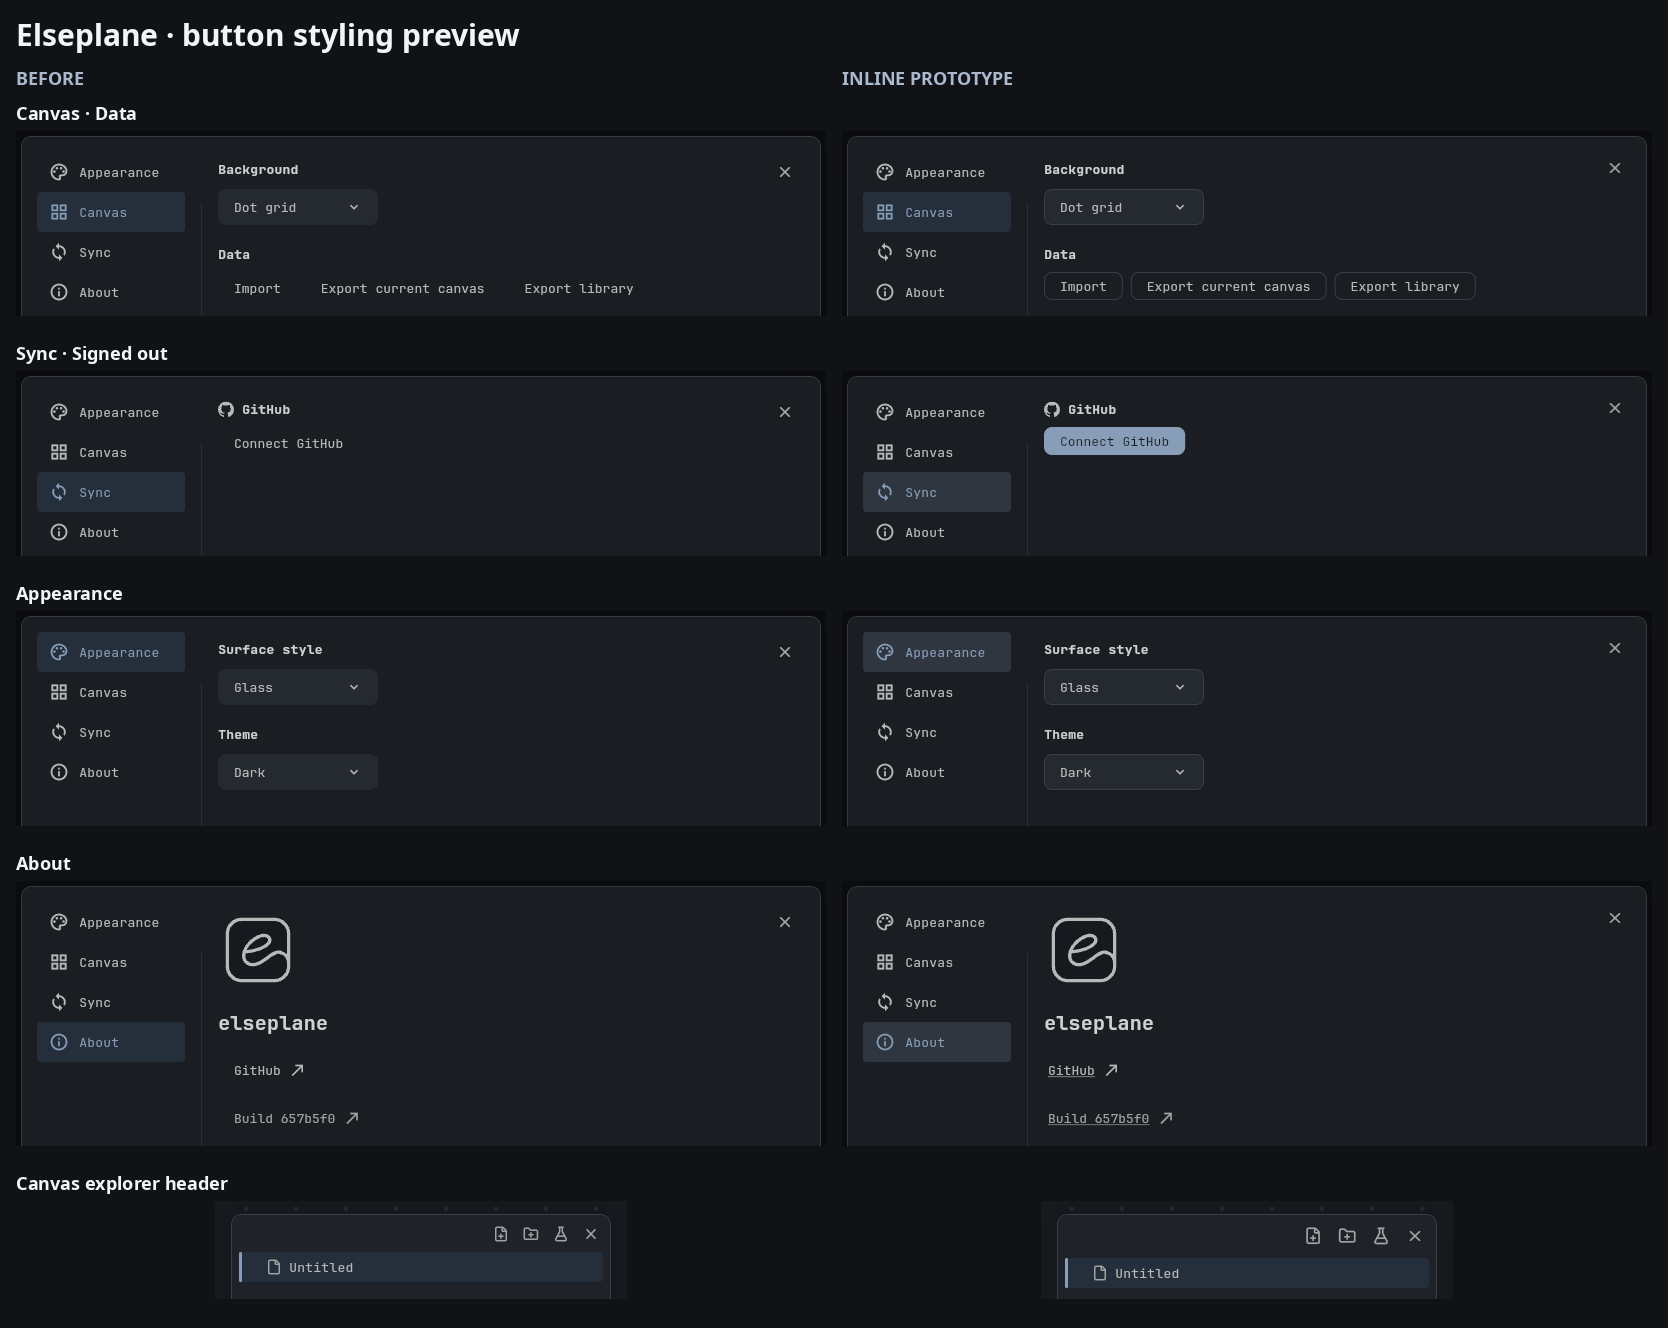 Elseplane · button styling preview
BEFORE
INLINE PROTOTYPE
Canvas · Data
Appearance
Canvas
Sync
About
Background
Dot grid
Data
Import Export current canvas Export library
Appearance
Canvas
Sync
About
Background
Dot grid
Data
Import Export current canvas Export library
Sync · Signed out
Appearance
Canvas
Sync
About
GitHub
Connect GitHub
Appearance
Canvas
Sync
About
GitHub
Connect GitHub
Appearance
Appearance
Canvas
Sync
About
Surface style
Glass
Theme
Dark
Appearance
Canvas
Sync
About
Surface style
Glass
Theme
Dark
About
Appearance
Canvas
Sync
About
elseplane
GitHub
Build 657b5f0
Appearance
Canvas
Sync
About
elseplane
GitHub
Build 657b5f0
Canvas explorer header
Untitled
Untitled